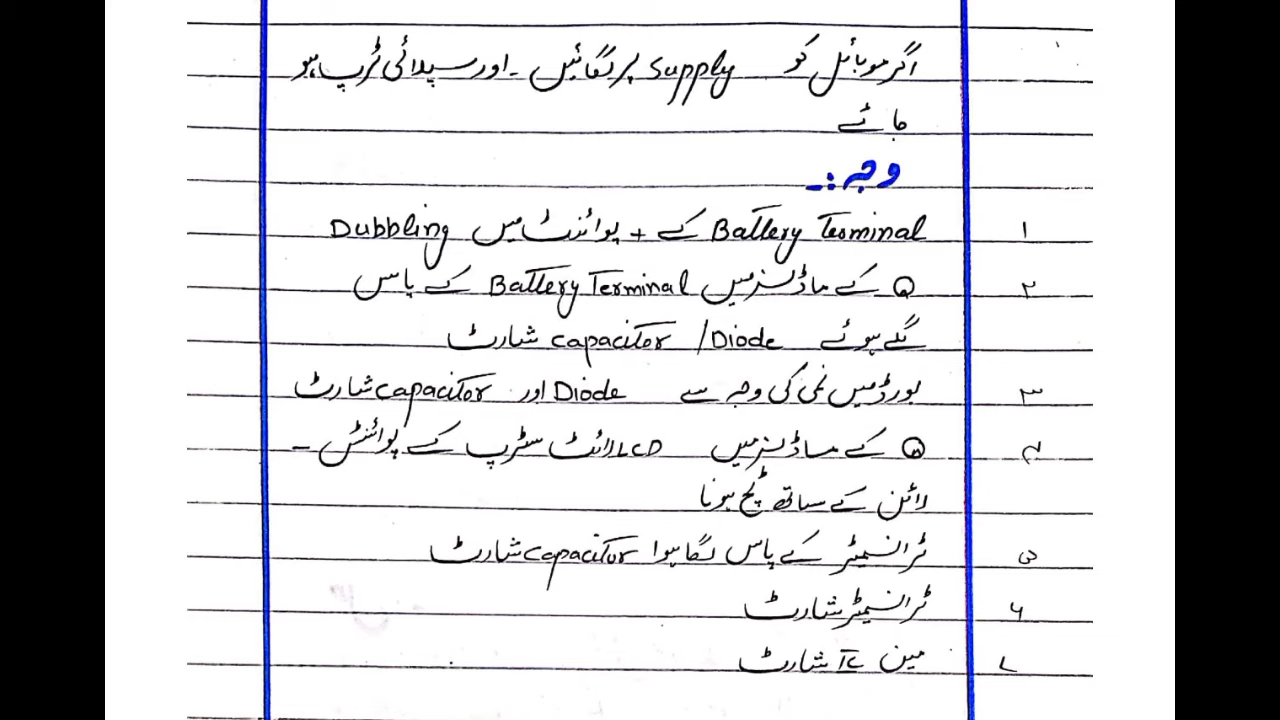 اگر موبائل کو Supply پر لگائیں۔ اور سپلائی ٹرپ ہو
جائے
وجہ :-
۱ Battery Terminal کے + پوائنٹ میں Dubbling
۲ Q کے ماڈلز میں Battery Terminal کے پاس
لگے ہوئے Capacitor / Diode شارٹ
۳ بورڈ میں نمی کی وجہ سے Diode اور Capacitor شارٹ
۴ Q کے ماڈلز میں LCD لائٹ سٹرپ کے پوائنٹس -
لائن کے ساتھ ٹچ ہونا
۵ ٹرانسمیٹر کے پاس لگا ہوا Capacitor شارٹ
۶ ٹرانسمیٹر شارٹ
۷ مین IC شارٹ